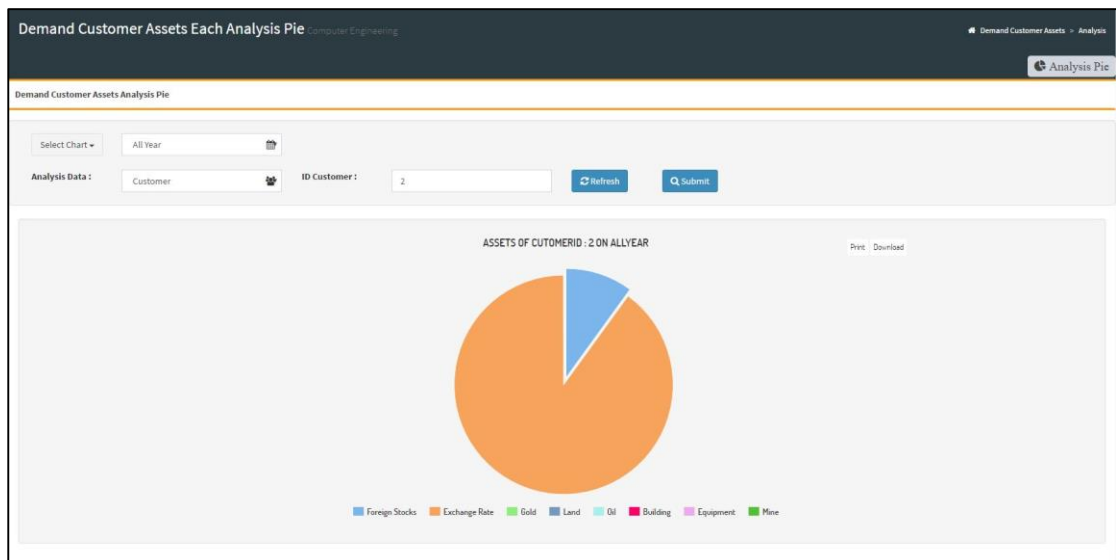 Demand Customer Assets Each Analysis Pie Computer Engineering
Demand Customer Assets > Analysis
Analysis Pie
Demand Customer Assets Analysis Pie
Select Chart All Year
Analysis Data : Customer ID Customer : 2 Refresh Submit
ASSETS OF CUTOMERID : 2 ON ALLYEAR
Print Download
Foreign Stocks Exchange Rate Gold Land Oil Building Equipment Mine